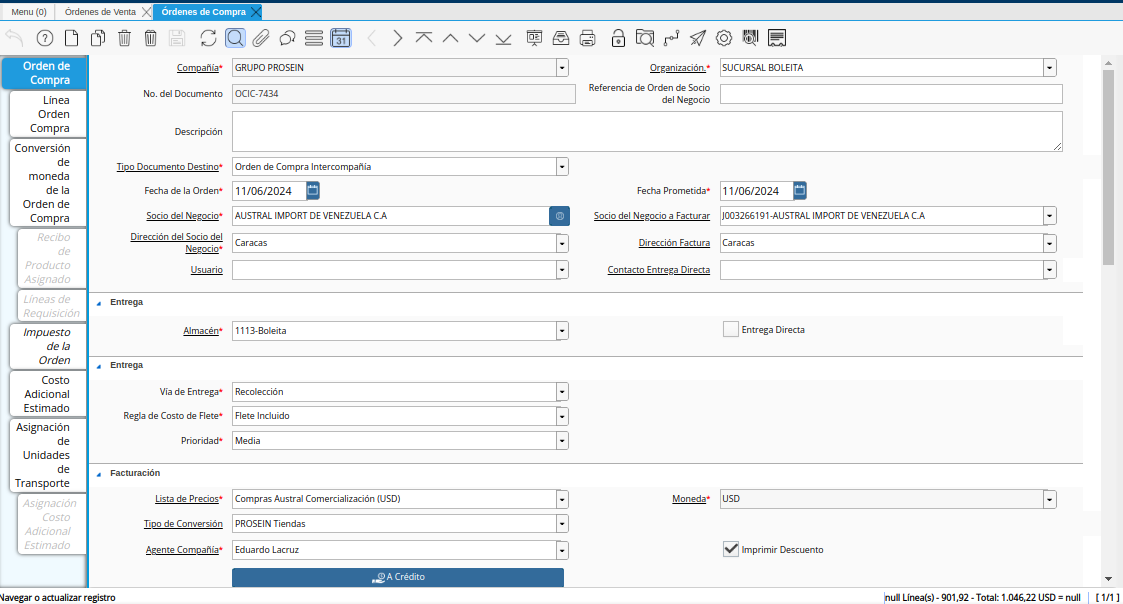 Menu (0)
Órdenes de Venta
Órdenes de Compra
31
Orden de
Compra
Línea
Orden
Compra
Conversión
de
moneda
de la
Orden de
Compra
Recibo
de
Producto
Asignado
Líneas de
Requisición
Impuesto
de la
Orden
Costo
Adicional
Estimado
Asignación
de
Unidades
de
Transporte
Asignación
Costo
Adicional
Estimado
Compañía* GRUPO PROSEIN
Organización.* SUCURSAL BOLEITA
No. del Documento OCIC-7434
Referencia de Orden de Socio
del Negocio
Descripción
Tipo Documento Destino* Orden de Compra Intercompañía
Fecha de la Orden* 11/06/2024
Fecha Prometida* 11/06/2024
Socio del Negocio* AUSTRAL IMPORT DE VENEZUELA C.A
Socio del Negocio a Facturar J003266191-AUSTRAL IMPORT DE VENEZUELA C.A
Dirección del Socio del
Negocio* Caracas
Dirección Factura Caracas
Usuario
Contacto Entrega Directa
Entrega
Almacén* 1113-Boleita
Entrega Directa
Entrega
Vía de Entrega* Recolección
Regla de Costo de Flete* Flete Incluido
Prioridad* Media
Facturación
Lista de Precios* Compras Austral Comercialización (USD)
Moneda* USD
Tipo de Conversión PROSEIN Tiendas
Agente Compañía* Eduardo Lacruz
Imprimir Descuento
A Crédito
Navegar o actualizar registro
null Línea(s) - 901,92 - Total: 1.046,22 USD = null
[ 1/1 ]